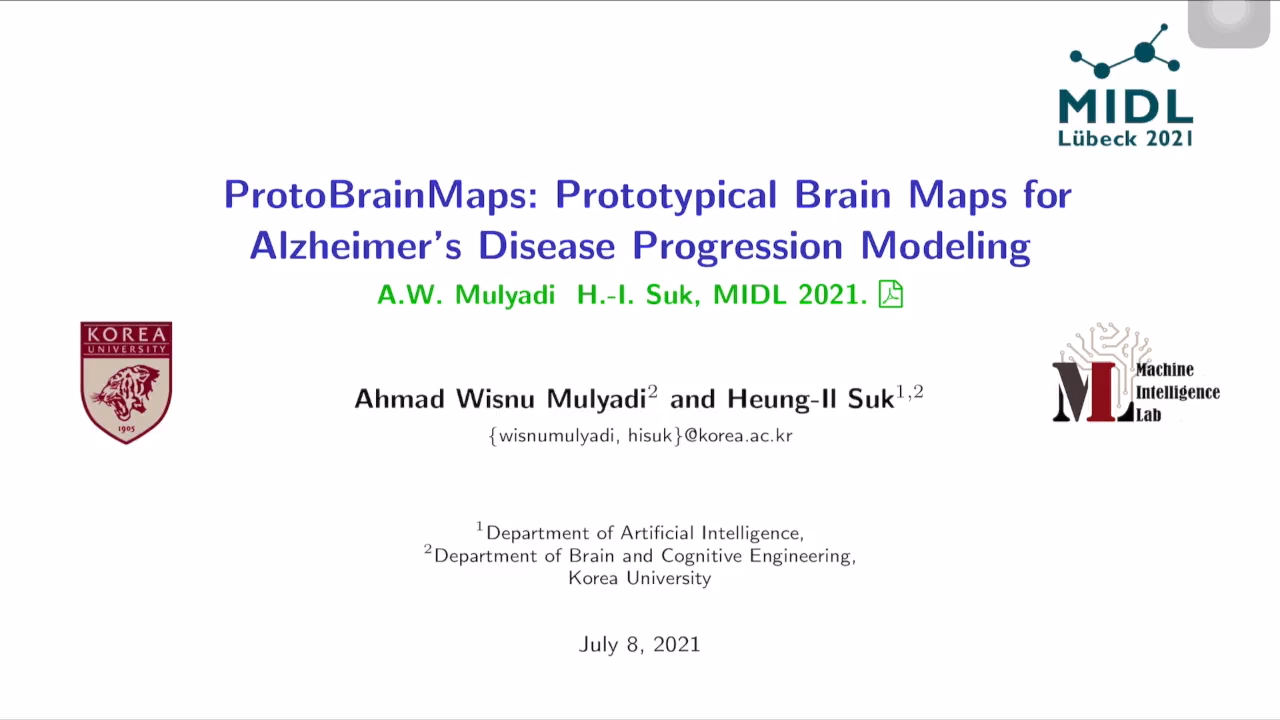 MIDL
Lübeck 2021
ProtoBrainMaps: Prototypical Brain Maps for
Alzheimer's Disease Progression Modeling
A.W. Mulyadi H.-I. Suk, MIDL 2021.
KOREA
UNIVERSITY
1905
Machine
Intelligence
Lab
ML
Ahmad Wisnu Mulyadi² and Heung-Il Suk¹,²
{wisnumulyadi, hisuk}@korea.ac.kr
¹Department of Artificial Intelligence,
²Department of Brain and Cognitive Engineering,
Korea University
July 8, 2021